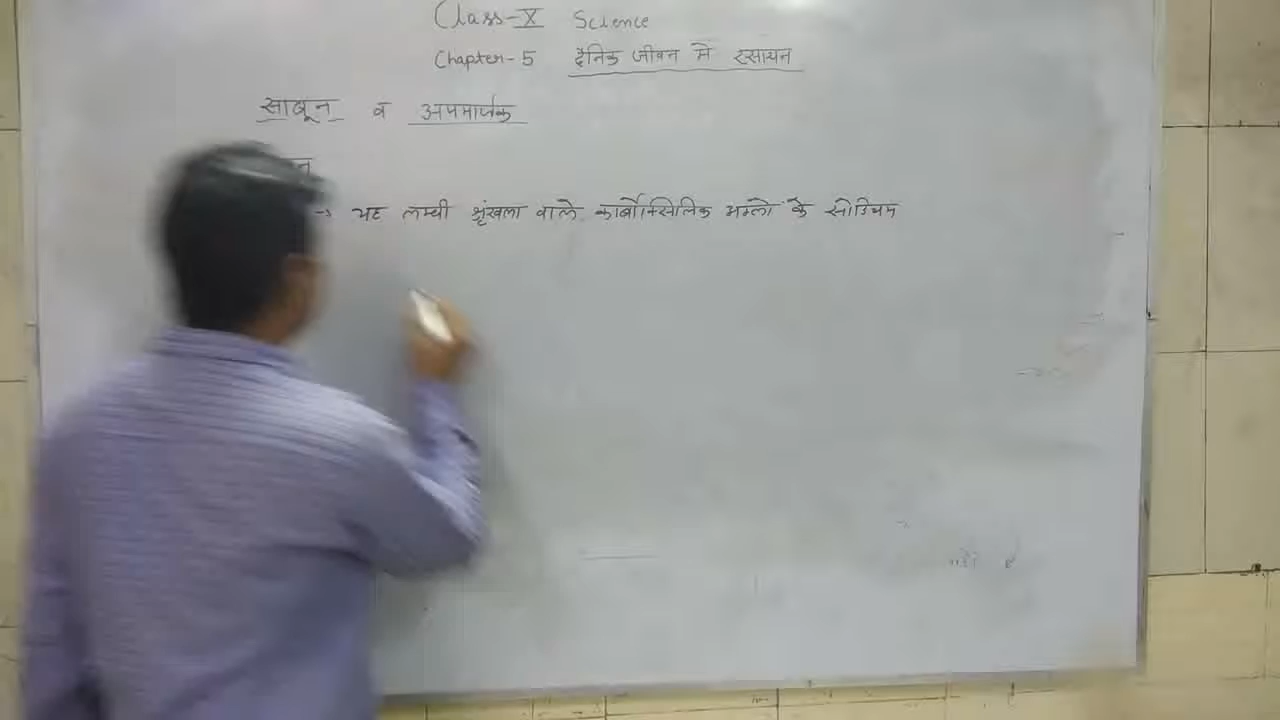 Class-X Science
Chapter-5 दैनिक जीवन मे रसायन
साबुन व अपमार्जक
→ यह लम्बी श्रृंखला वाले कार्बोक्सिलिक अम्लो के सोडियम